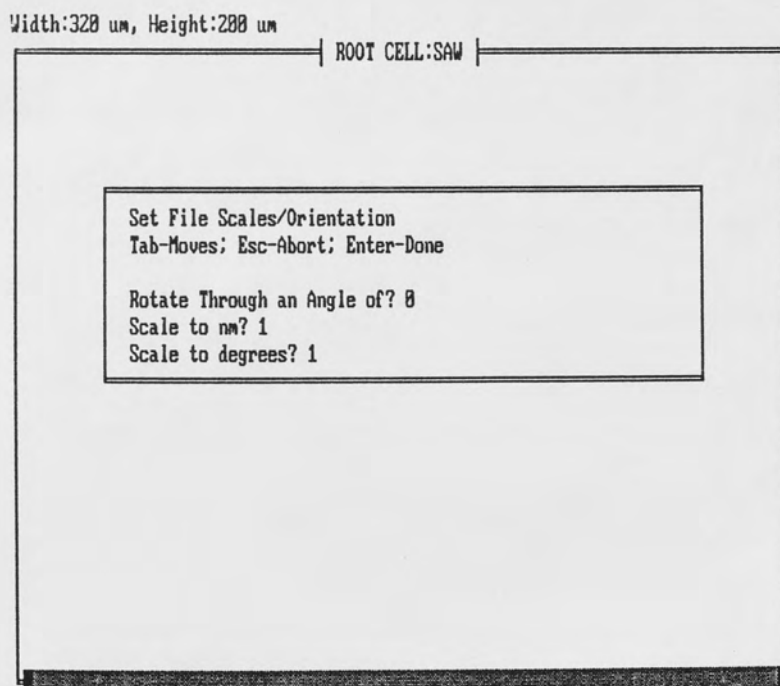 Width:320 um, Height:200 um
ROOT CELL:SAW
Set File Scales/Orientation
Tab-Moves; Esc-Abort; Enter-Done
Rotate Through an Angle of? 0
Scale to nm? 1
Scale to degrees? 1